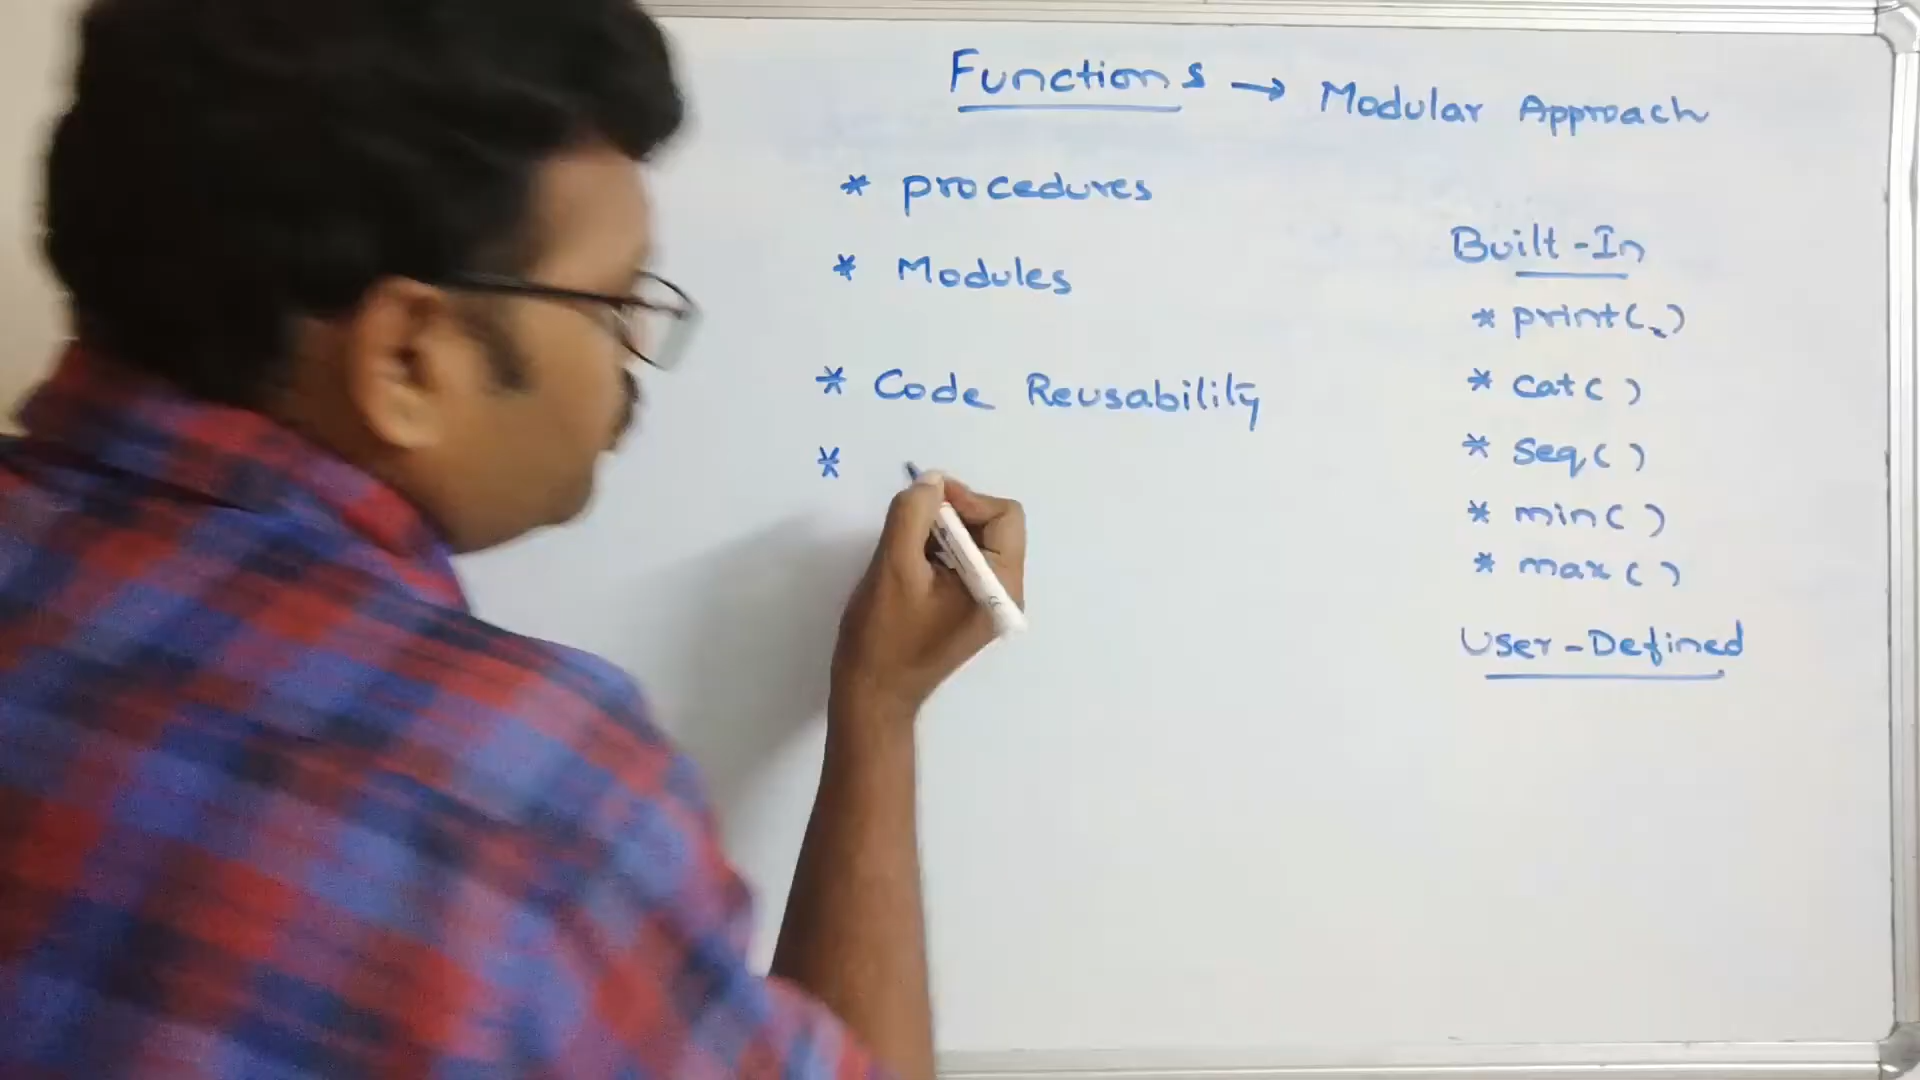 Functions → Modular Approach
* procedures
* Modules
* Code Reusability
*
Built-In
* print( )
* cat( )
* seq( )
* min( )
* max( )
User-Defined